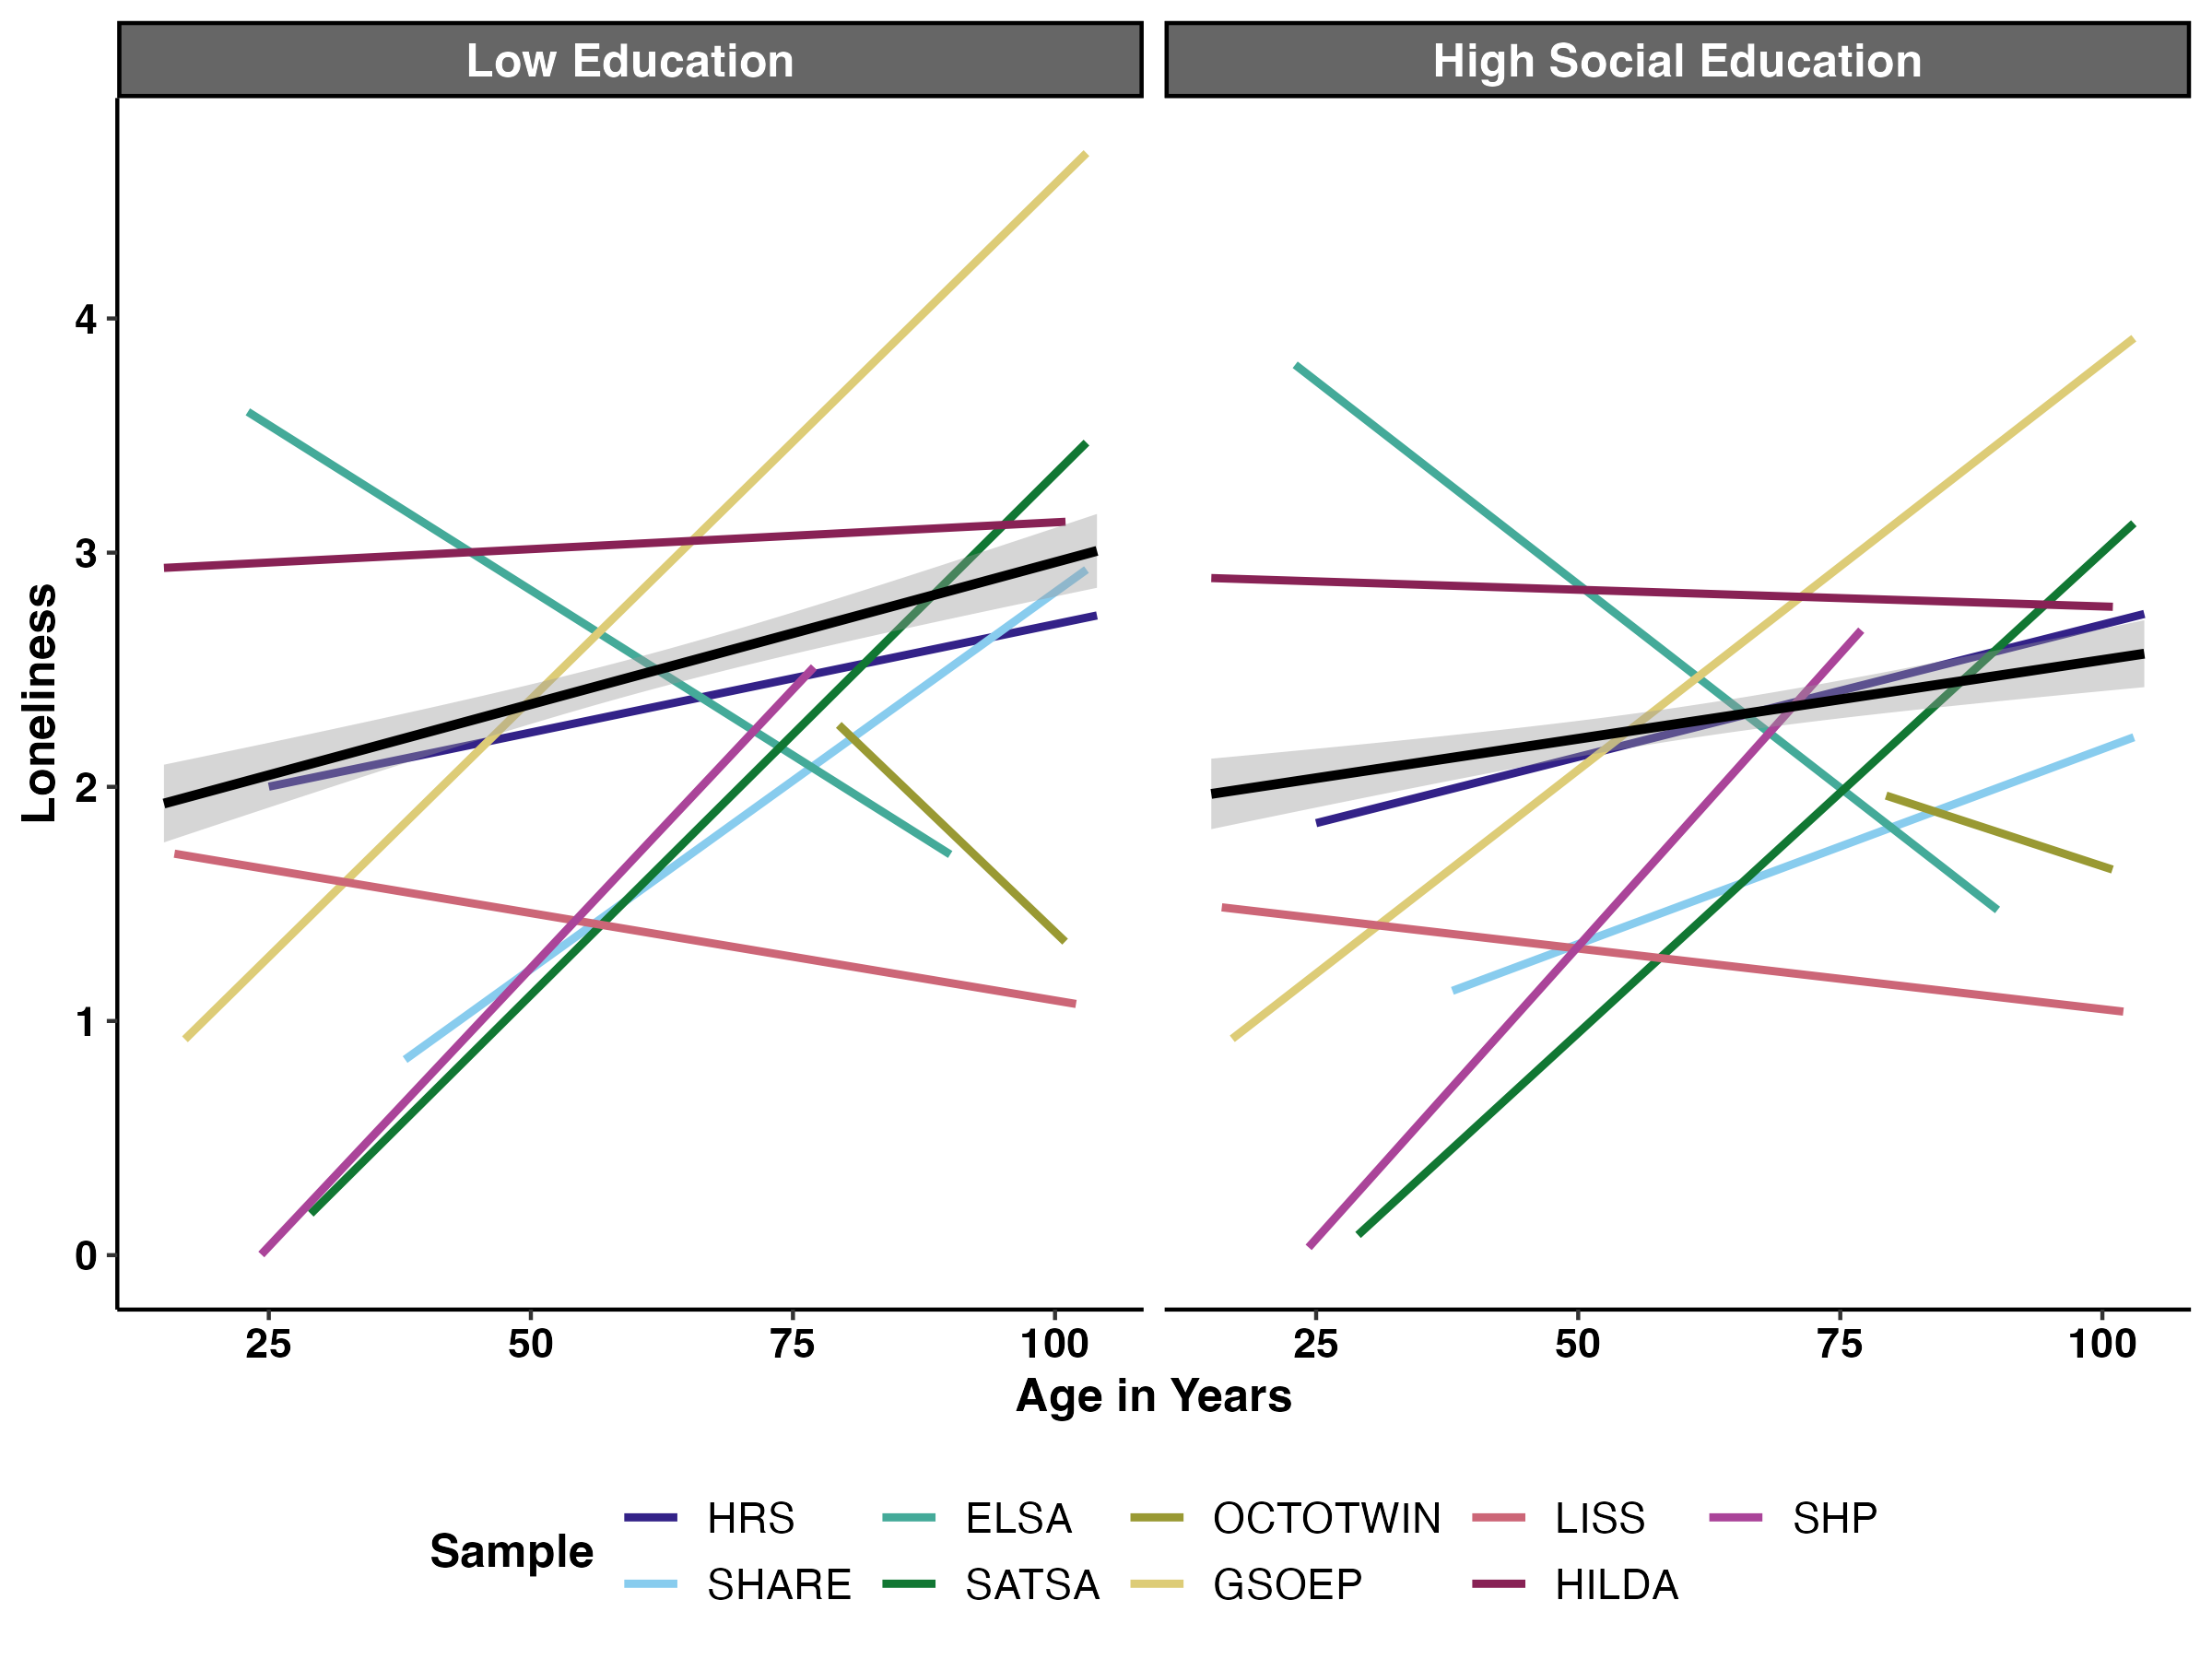 Low Education
High Social Education
Loneliness
4
3
2
1
0
25 50 75 100
25 50 75 100
Age in Years
Sample
HRS ELSA OCTOTWIN LISS SHP
SHARE SATSA GSOEP HILDA